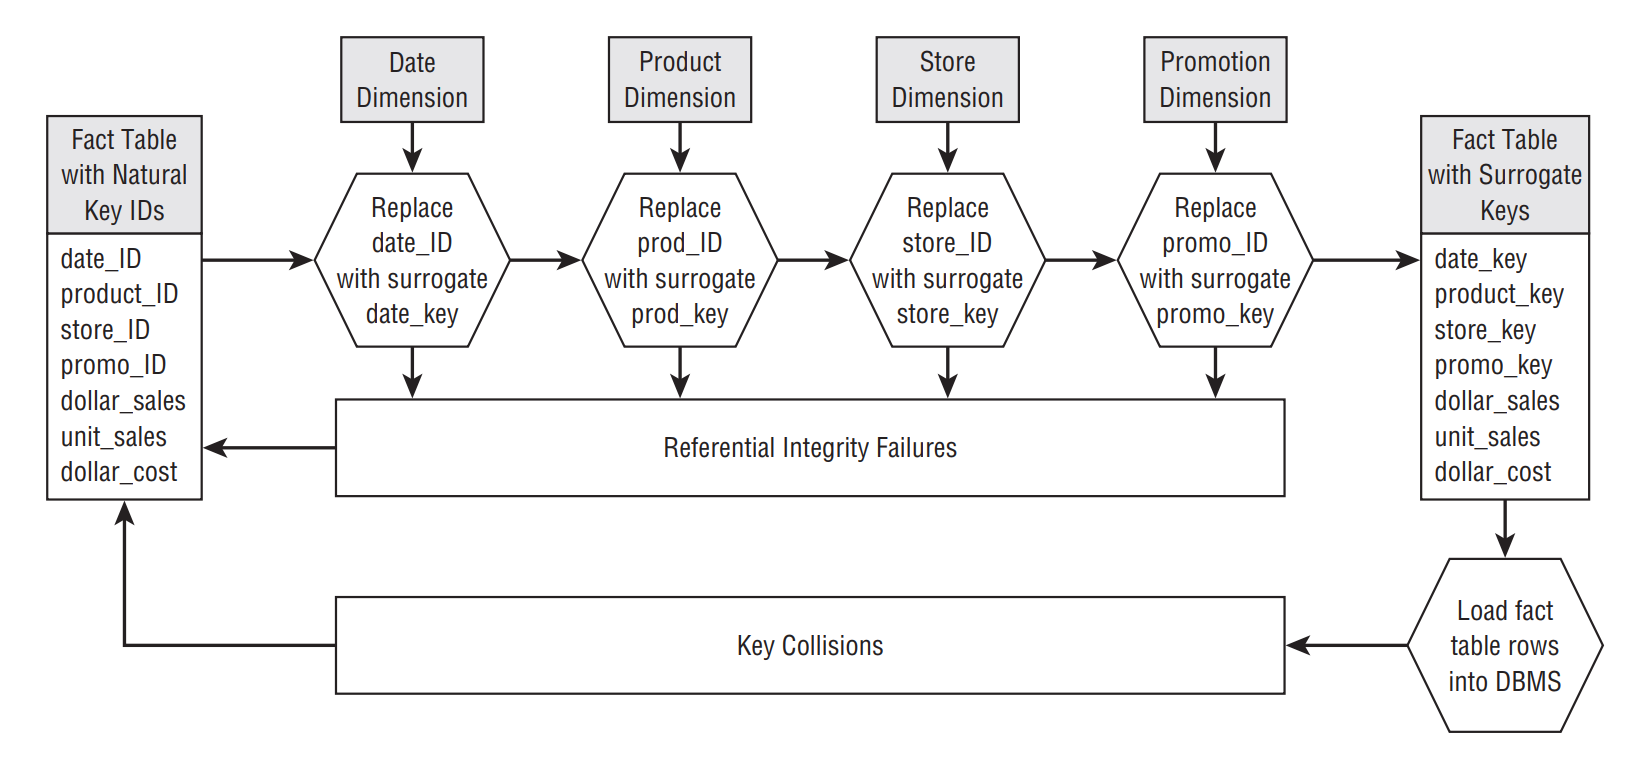 Date
Dimension
Product
Dimension
Store
Dimension
Promotion
Dimension
Fact Table
with Natural
Key IDs
date_ID
product_ID
store_ID
promo_ID
dollar_sales
unit_sales
dollar_cost
Replace
date_ID
with surrogate
date_key
Replace
prod_ID
with surrogate
prod_key
Replace
store_ID
with surrogate
store_key
Replace
promo_ID
with surrogate
promo_key
Fact Table
with Surrogate
Keys
date_key
product_key
store_key
promo_key
dollar_sales
unit_sales
dollar_cost
Referential Integrity Failures
Load fact
table rows
into DBMS
Key Collisions